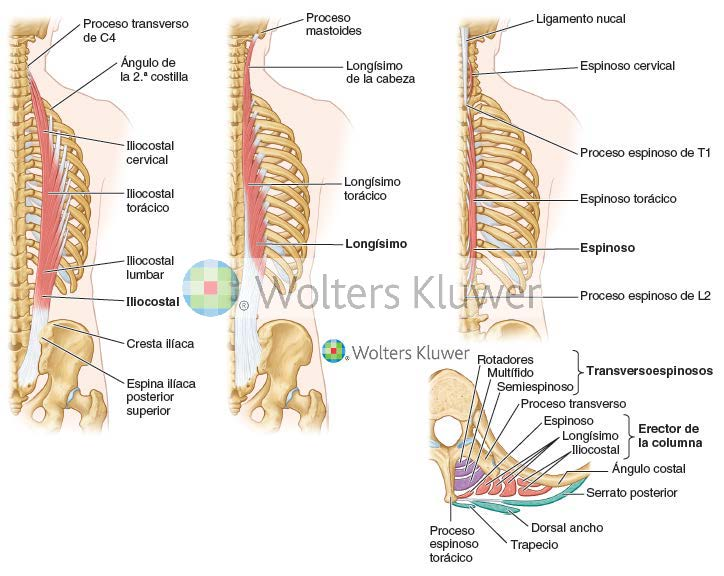 Proceso transverso
de C4
Ángulo de
la 2.ª costilla
Iliocostal
cervical
Iliocostal
torácico
Iliocostal
lumbar
Iliocostal
Cresta ilíaca
Espina ilíaca
posterior
superior
Proceso
mastoides
Longísimo
de la cabeza
Longísimo
torácico
Longísimo
Ligamento nucal
Espinoso cervical
Proceso espinoso de T1
Espinoso torácico
Espinoso
Proceso espinoso de L2
® Wolters Kluwer
® Wolters Kluwer
Rotadores
Multífido
Semiespinoso
Transversoespinosos
Proceso transverso
Espinoso
Longísimo
Iliocostal
Erector de
la columna
Ángulo costal
Serrato posterior
Dorsal ancho
Trapecio
Proceso
espinoso
torácico